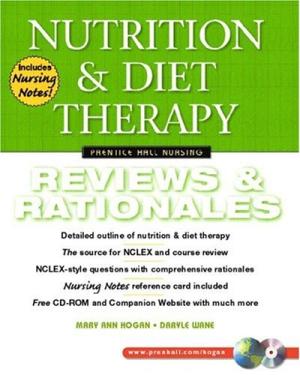 NUTRITION
& DIET
THERAPY
Includes
Nursing
Notes!
PRENTICE HALL NURSING
REVIEWS &
RATIONALES
Detailed outline of nutrition & diet therapy
The source for NCLEX and course review
NCLEX-style questions with comprehensive rationales
Nursing Notes reference card included
Free CD-ROM and Companion Website with much more
MARY ANN HOGAN • DARYLE WANE
www.prenhall.com/hogan